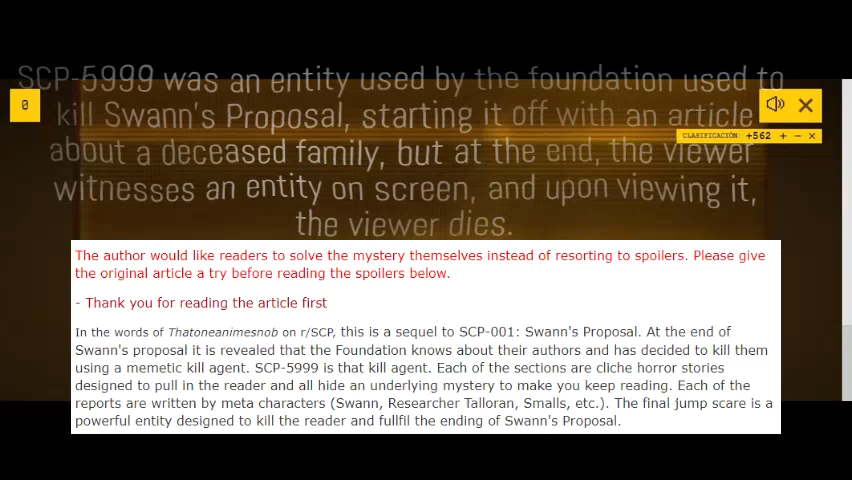 SCP-5999 was an entity used by the foundation used to
0
kill Swann's Proposal, starting it off with an article
CLASIFICACIÓN: +562 + − ×
about a deceased family, but at the end, the viewer
witnesses an entity on screen, and upon viewing it,
the viewer dies.
The author would like readers to solve the mystery themselves instead of resorting to spoilers. Please give
the original article a try before reading the spoilers below.
- Thank you for reading the article first
In the words of Thatoneanimesnob on r/SCP, this is a sequel to SCP-001: Swann's Proposal. At the end of
Swann's proposal it is revealed that the Foundation knows about their authors and has decided to kill them
using a memetic kill agent. SCP-5999 is that kill agent. Each of the sections are cliche horror stories
designed to pull in the reader and all hide an underlying mystery to make you keep reading. Each of the
reports are written by meta characters (Swann, Researcher Talloran, Smalls, etc.). The final jump scare is a
powerful entity designed to kill the reader and fullfil the ending of Swann's Proposal.